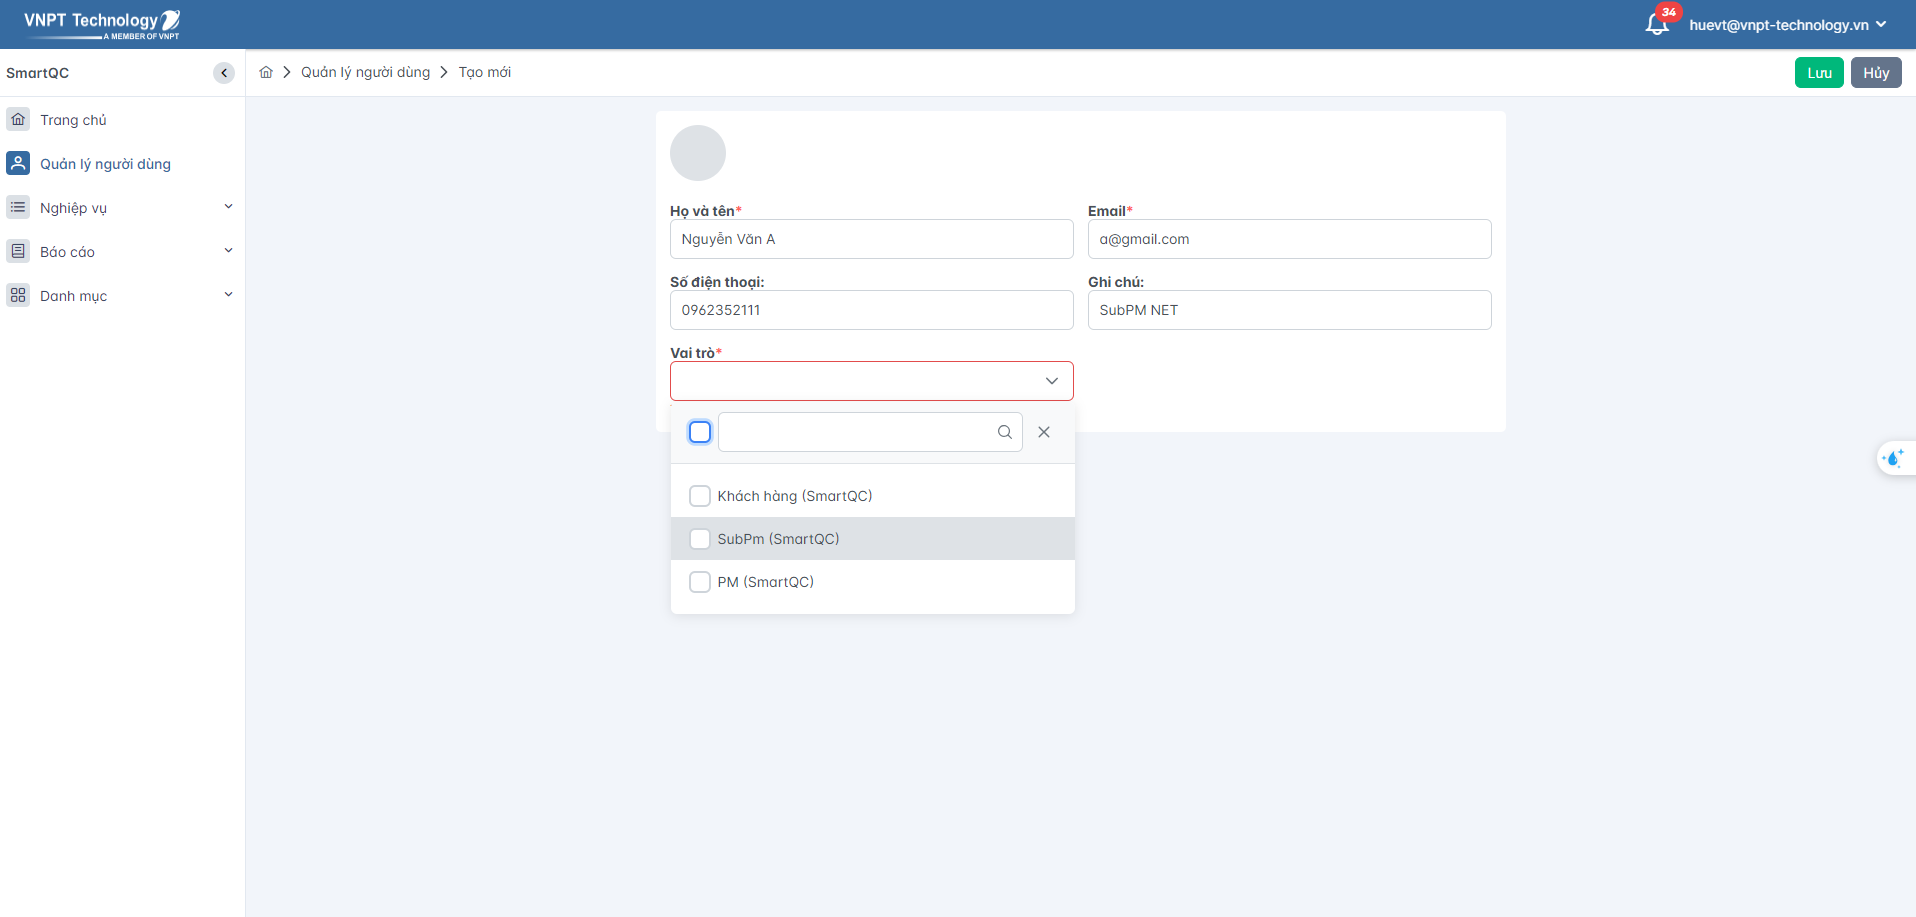 VNPT Technology
A MEMBER OF VNPT
34
huevt@vnpt-technology.vn
SmartQC
Quản lý người dùng
Tạo mới
Lưu
Hủy
Trang chủ
Quản lý người dùng
Nghiệp vụ
Báo cáo
Danh mục
Họ và tên*
Email*
Nguyễn Văn A
a@gmail.com
Số điện thoại:
Ghi chú:
0962352111
SubPM NET
Vai trò*
Khách hàng (SmartQC)
SubPm (SmartQC)
PM (SmartQC)